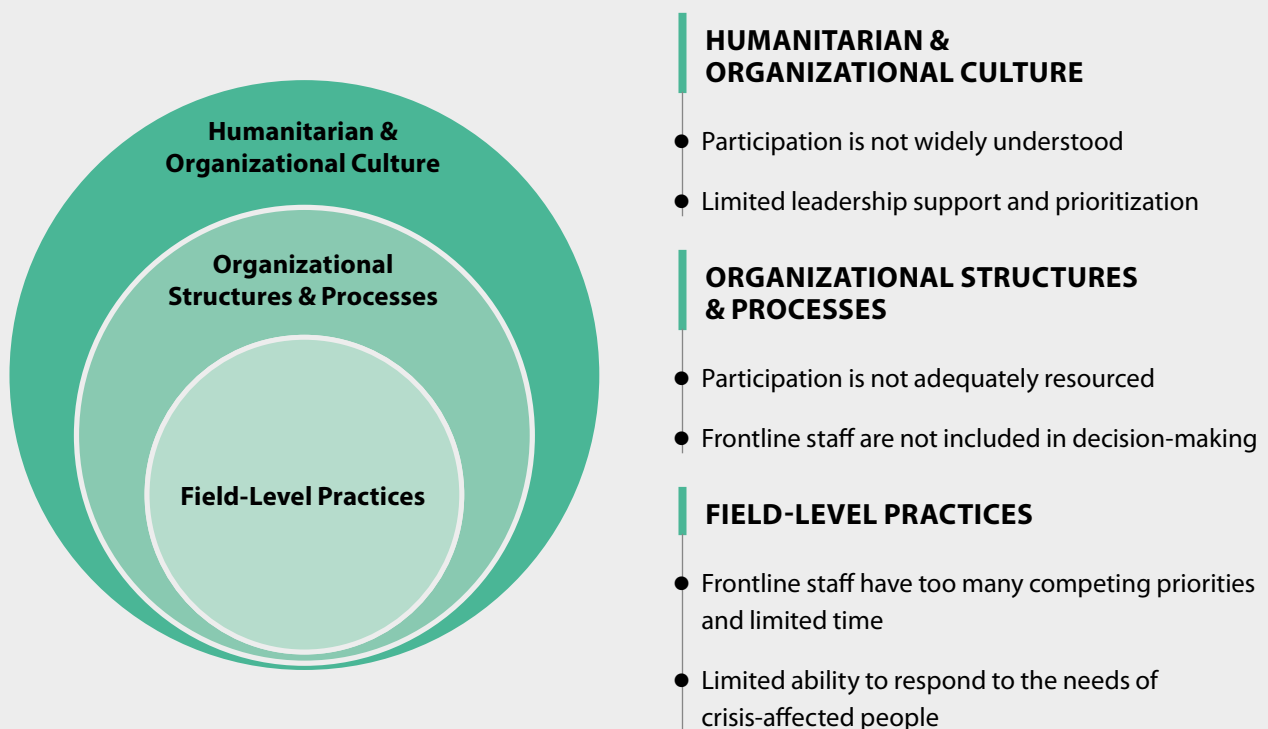 Humanitarian &
Organizational Culture
Organizational
Structures & Processes
Field-Level Practices
HUMANITARIAN &
ORGANIZATIONAL CULTURE
Participation is not widely understood
Limited leadership support and prioritization
ORGANIZATIONAL STRUCTURES
& PROCESSES
Participation is not adequately resourced
Frontline staff are not included in decision-making
FIELD-LEVEL PRACTICES
Frontline staff have too many competing priorities
and limited time
Limited ability to respond to the needs of
crisis-affected people